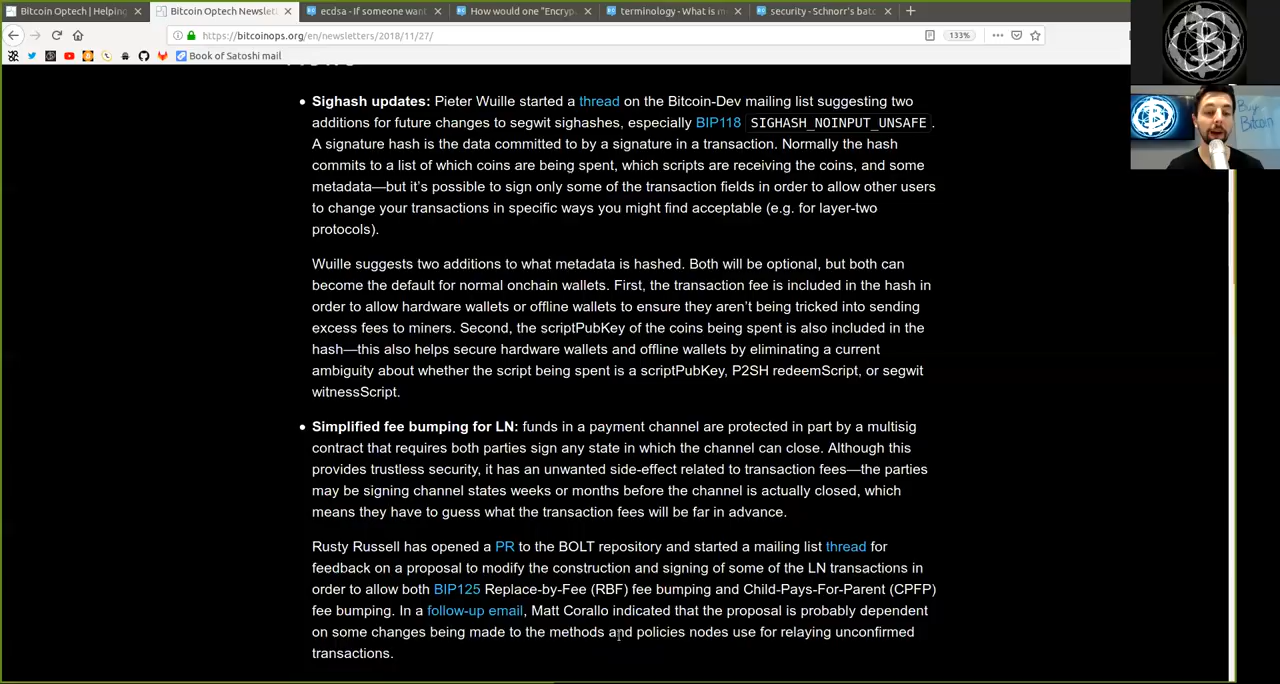 Bitcoin Optech | Helping
Bitcoin Optech Newslett
ecdsa - If someone want
How would one "Encryp
terminology - What is m
security - Schnorr's batc
https://bitcoinops.org/en/newsletters/2018/11/27/
133%
Book of Satoshi mail
Buy
Bitcoin
• Sighash updates: Pieter Wuille started a thread on the Bitcoin-Dev mailing list suggesting two
additions for future changes to segwit sighashes, especially BIP118 SIGHASH_NOINPUT_UNSAFE.
A signature hash is the data committed to by a signature in a transaction. Normally the hash
commits to a list of which coins are being spent, which scripts are receiving the coins, and some
metadata—but it's possible to sign only some of the transaction fields in order to allow other users
to change your transactions in specific ways you might find acceptable (e.g. for layer-two
protocols).
Wuille suggests two additions to what metadata is hashed. Both will be optional, but both can
become the default for normal onchain wallets. First, the transaction fee is included in the hash in
order to allow hardware wallets or offline wallets to ensure they aren't being tricked into sending
excess fees to miners. Second, the scriptPubKey of the coins being spent is also included in the
hash—this also helps secure hardware wallets and offline wallets by eliminating a current
ambiguity about whether the script being spent is a scriptPubKey, P2SH redeemScript, or segwit
witnessScript.
• Simplified fee bumping for LN: funds in a payment channel are protected in part by a multisig
contract that requires both parties sign any state in which the channel can close. Although this
provides trustless security, it has an unwanted side-effect related to transaction fees—the parties
may be signing channel states weeks or months before the channel is actually closed, which
means they have to guess what the transaction fees will be far in advance.
Rusty Russell has opened a PR to the BOLT repository and started a mailing list thread for
feedback on a proposal to modify the construction and signing of some of the LN transactions in
order to allow both BIP125 Replace-by-Fee (RBF) fee bumping and Child-Pays-For-Parent (CPFP)
fee bumping. In a follow-up email, Matt Corallo indicated that the proposal is probably dependent
on some changes being made to the methods and policies nodes use for relaying unconfirmed
transactions.